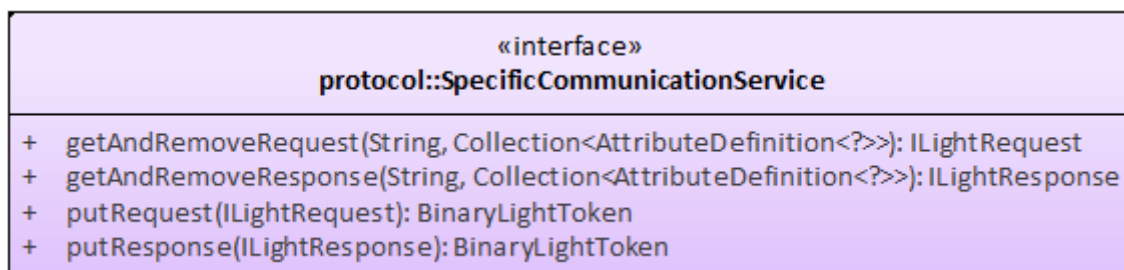 «interface»
protocol::SpecificCommunicationService
+ getAndRemoveRequest(String, Collection<AttributeDefinition<?>>): ILightRequest
+ getAndRemoveResponse(String, Collection<AttributeDefinition<?>>): ILightResponse
+ putRequest(ILightRequest): BinaryLightToken
+ putResponse(ILightResponse): BinaryLightToken